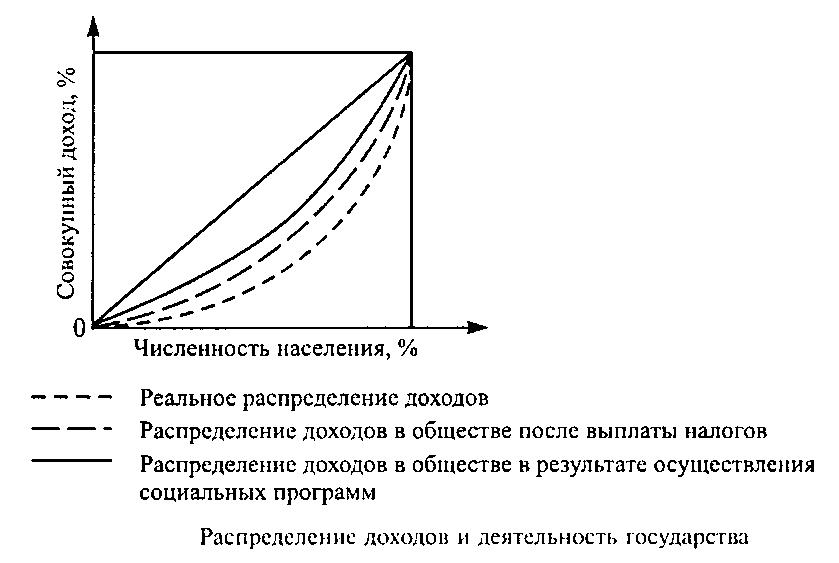 Совокупный доход, %
0
Численность населения, %
Реальное распределение доходов
Распределение доходов в обществе после выплаты налогов
Распределение доходов в обществе в результате осуществления
социальных программ
Распределение доходов и деятельность государства